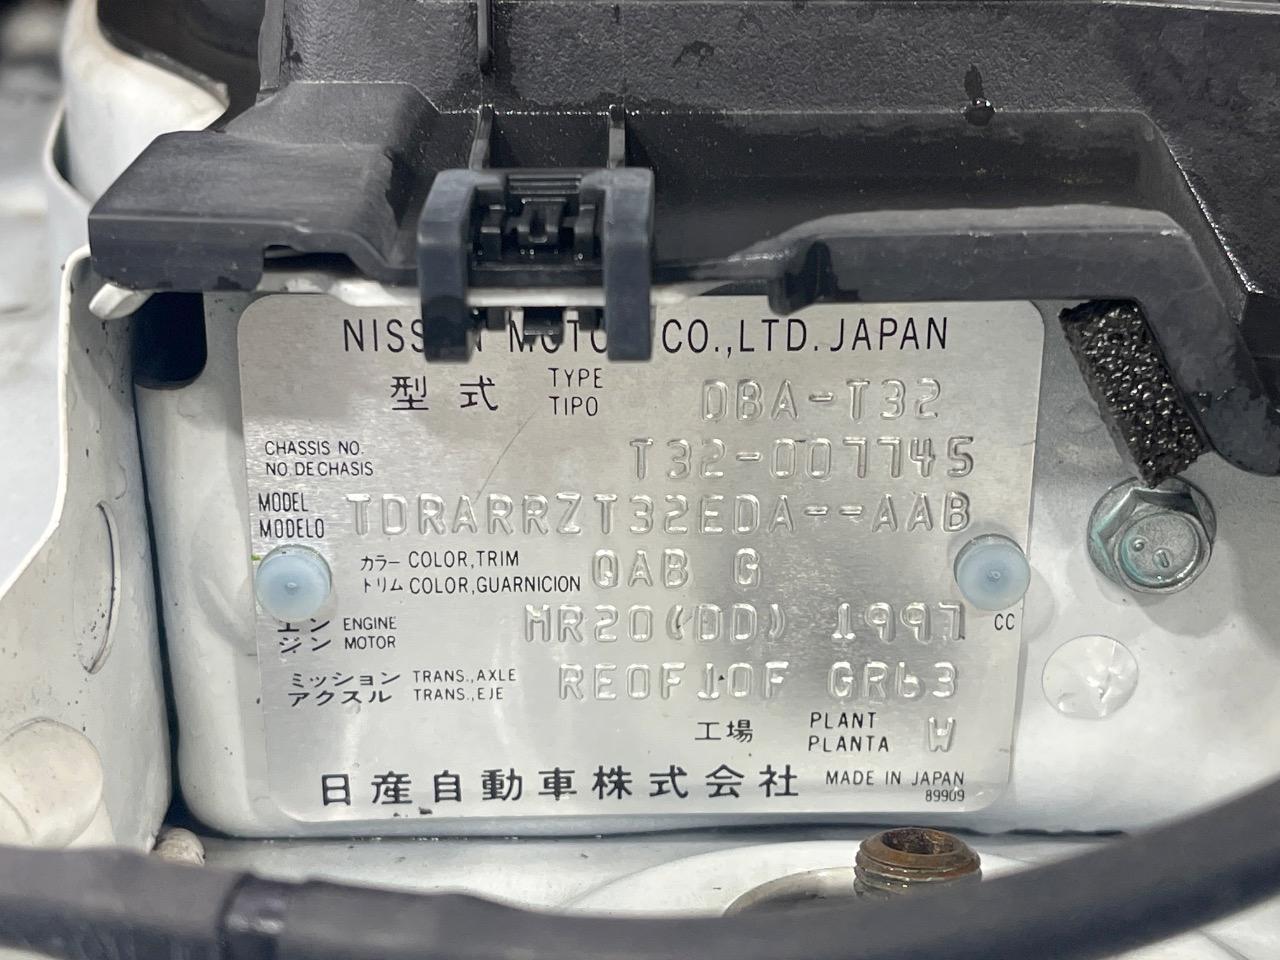 NISSAN MOTOR CO.,LTD. JAPAN
型式 TYPE TIPO DBA-T32
CHASSIS NO. NO. DE CHASIS T32-007745
MODEL MODELO TDRARRZT32EDA--AAB
カラー COLOR,TRIM
トリム COLOR,GUARNICION QAB G
エンジン ENGINE MOTOR MR20(DD) 1997 CC
ミッション TRANS.,AXLE
アクスル TRANS.,EJE RE0F10F GR63
工場 PLANT PLANTA W
日産自動車株式会社 MADE IN JAPAN
89909